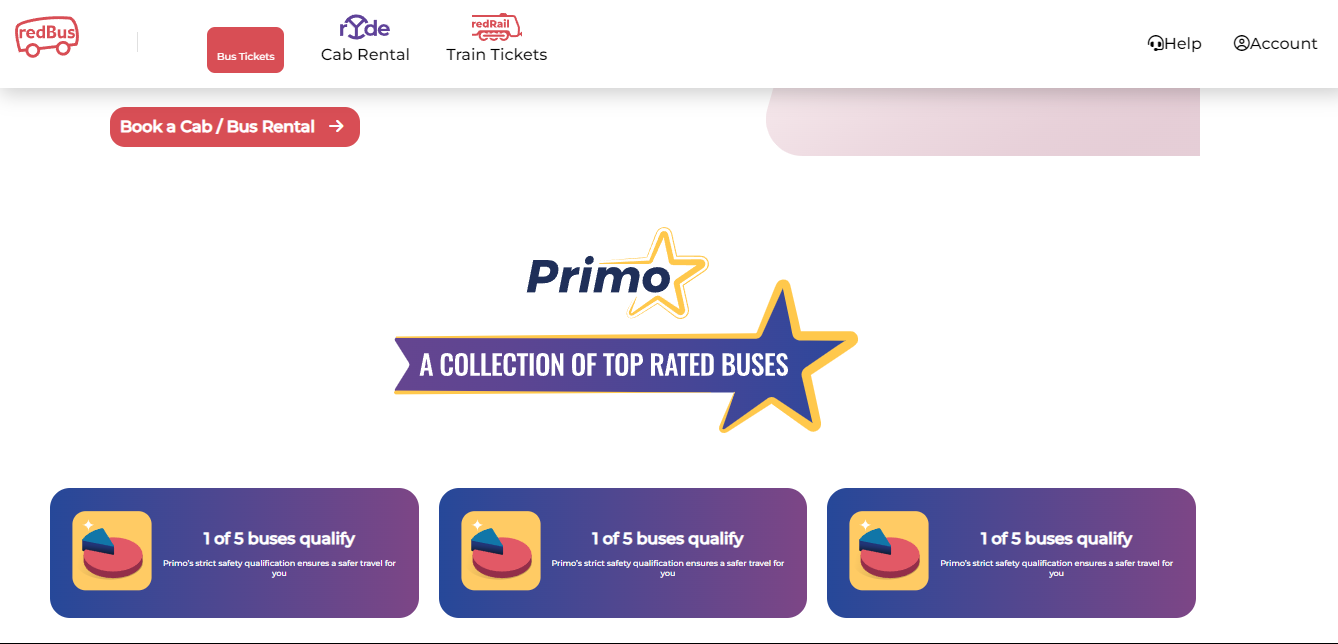 redBus
Bus Tickets
ryde
Cab Rental
redRail
Train Tickets
Help
Account
Book a Cab / Bus Rental
Primo
A COLLECTION OF TOP RATED BUSES
1 of 5 buses qualify
Primo's strict safety qualification ensures a safer travel for
you
1 of 5 buses qualify
Primo's strict safety qualification ensures a safer travel for
you
1 of 5 buses qualify
Primo's strict safety qualification ensures a safer travel for
you